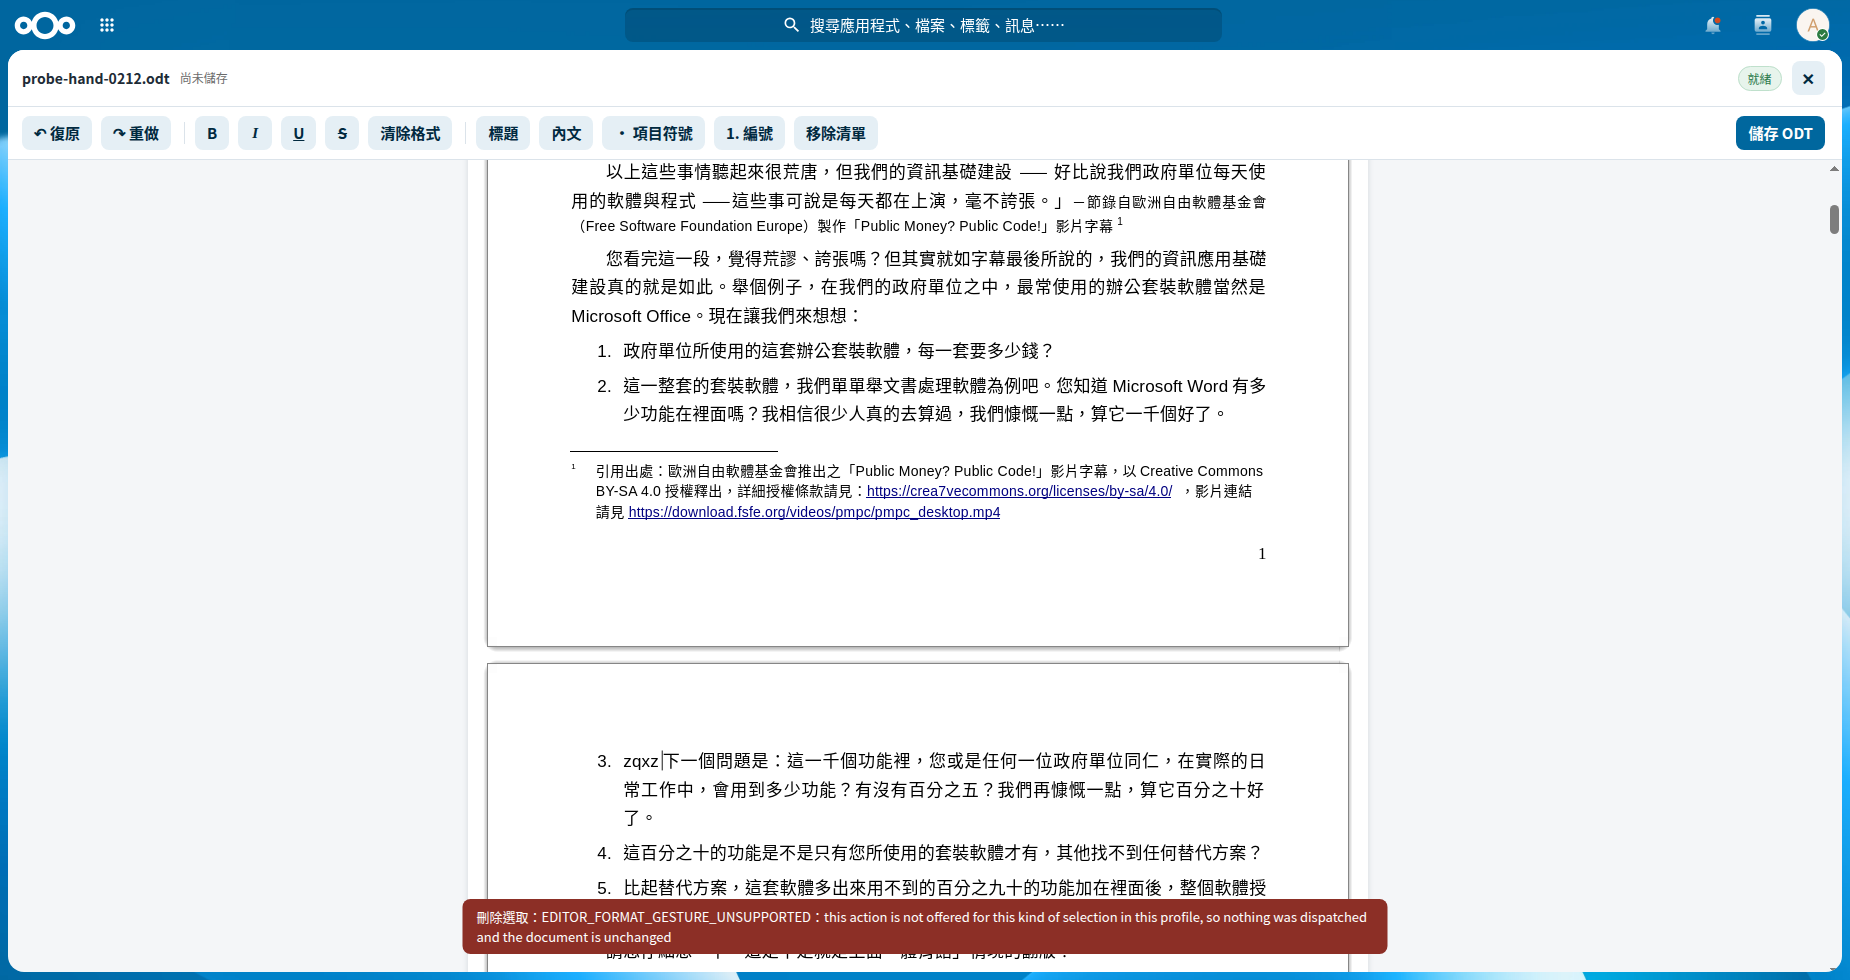 搜尋應用程式、檔案、標籤、訊息……
A
probe-hand-0212.odt 尚未儲存
就緒 ✕
↶ 復原 ↷ 重做 B I U S 清除格式 標題 內文 • 項目符號 1. 編號 移除清單 儲存 ODT
以上這些事情聽起來很荒唐，但我們的資訊基礎建設 —— 好比說我們政府單位每天使
用的軟體與程式 ——這些事可說是每天都在上演，毫不誇張。」－節錄自歐洲自由軟體基金會
（Free Software Foundation Europe）製作「Public Money? Public Code!」影片字幕 1
您看完這一段，覺得荒謬、誇張嗎？但其實就如字幕最後所說的，我們的資訊應用基礎
建設真的就是如此。舉個例子，在我們的政府單位之中，最常使用的辦公套裝軟體當然是
Microsoft Office。現在讓我們來想想：
1. 政府單位所使用的這套辦公套裝軟體，每一套要多少錢？
2. 這一整套的套裝軟體，我們單單舉文書處理軟體為例吧。您知道 Microsoft Word 有多
少功能在裡面嗎？我相信很少人真的去算過，我們慷慨一點，算它一千個好了。
1 引用出處：歐洲自由軟體基金會推出之「Public Money? Public Code!」影片字幕，以 Creative Commons
BY-SA 4.0 授權釋出，詳細授權條款請見：https://crea7vecommons.org/licenses/by-sa/4.0/ ，影片連結
請見 https://download.fsfe.org/videos/pmpc/pmpc_desktop.mp4
1
3. zqxz下一個問題是：這一千個功能裡，您或是任何一位政府單位同仁，在實際的日
常工作中，會用到多少功能？有沒有百分之五？我們再慷慨一點，算它百分之十好
了。
4. 這百分之十的功能是不是只有您所使用的套裝軟體才有，其他找不到任何替代方案？
5. 比起替代方案，這套軟體多出來用不到的百分之九十的功能加在裡面後，整個軟體授
刪除選取：EDITOR_FORMAT_GESTURE_UNSUPPORTED：this action is not offered for this kind of selection in this profile, so nothing was dispatched
and the document is unchanged